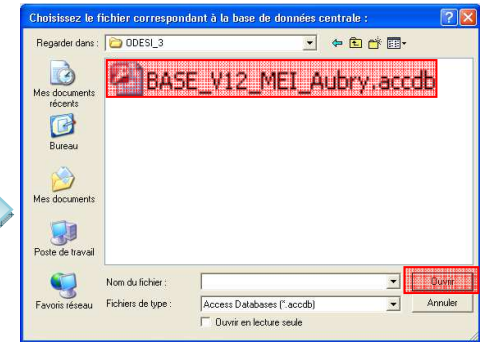 Choisissez le fichier correspondant à la base de données centrale :
Regarder dans : ODESI_3
BASE_V12_MEI_Aubry.accdb
Mes documents récents
Bureau
Mes documents
Poste de travail
Favoris réseau
Nom du fichier : Ouvrir
Fichiers de type : Access Databases (*.accdb) Annuler
Ouvrir en lecture seule